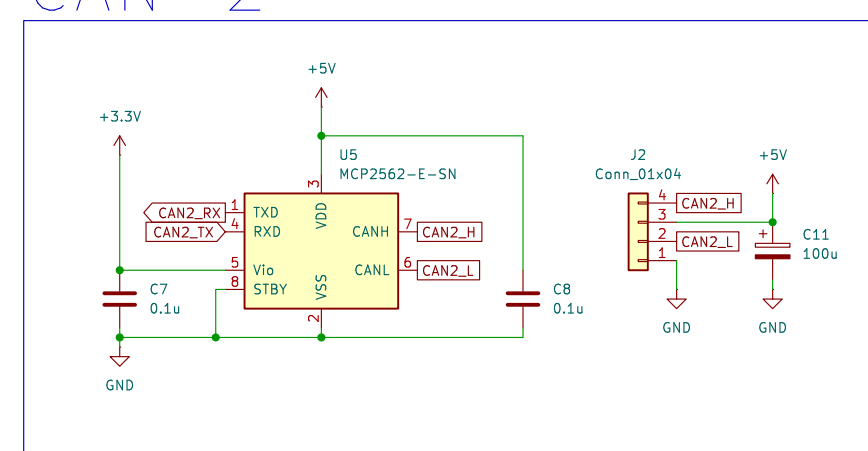 CAN 2
+5V
+3.3V
U5
MCP2562-E-SN
J2
Conn_01x04
+5V
3
VDD
CAN2_RX 1 TXD
CAN2_TX 4 RXD
CANH 7 CAN2_H
5 Vio
CANL 6 CAN2_L
8 STBY
VSS
2
C7
0.1u
C8
0.1u
GND
4 CAN2_H
3
2 CAN2_L
1
+
C11
100u
GND
GND